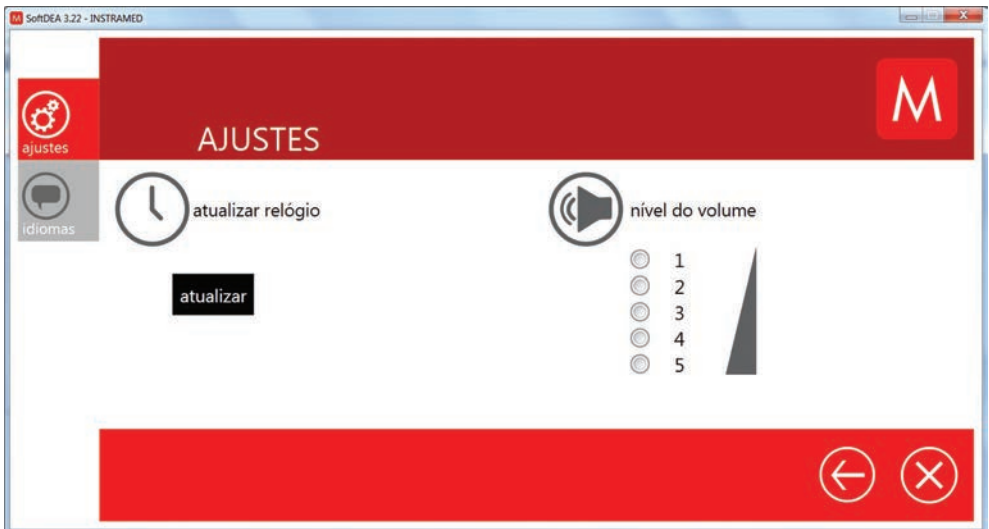 M SoftDEA 3.22 - INSTRAMED
M
AJUSTES
ajustes
idiomas
atualizar relógio
atualizar
nível do volume
1
2
3
4
5